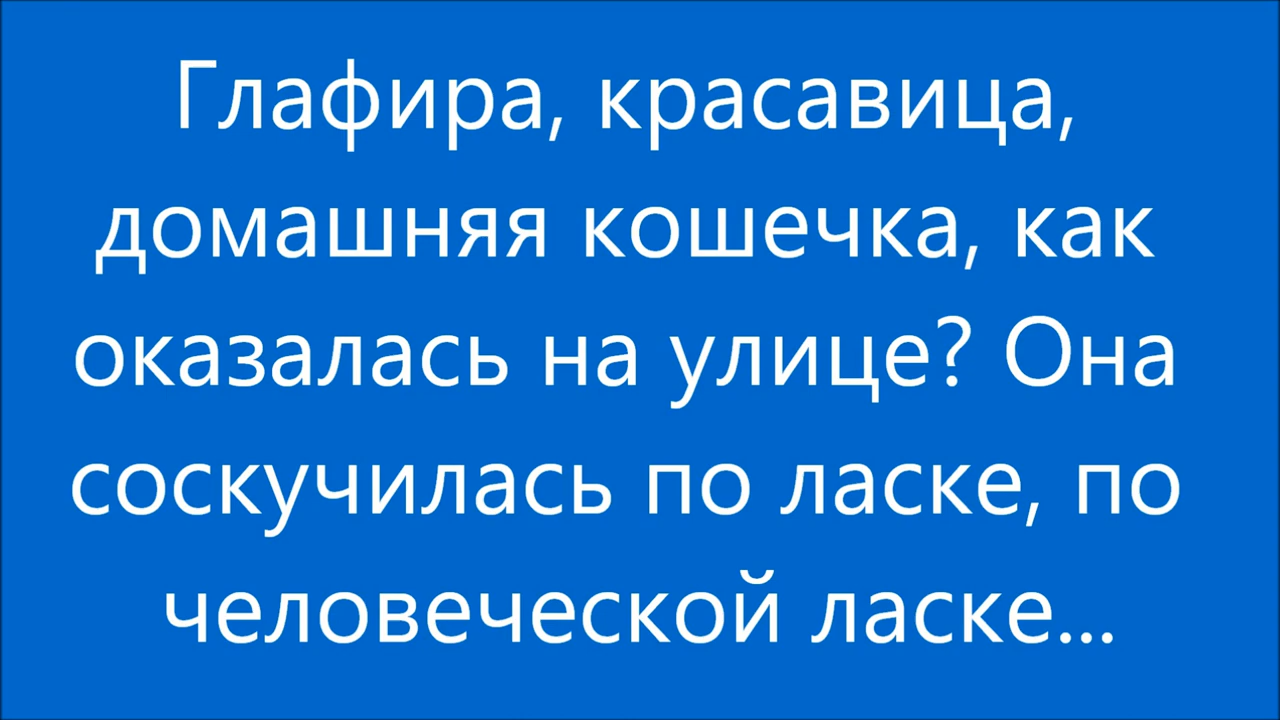 Глафира, красавица,
домашняя кошечка, как
оказалась на улице? Она
соскучилась по ласке, по
человеческой ласке...